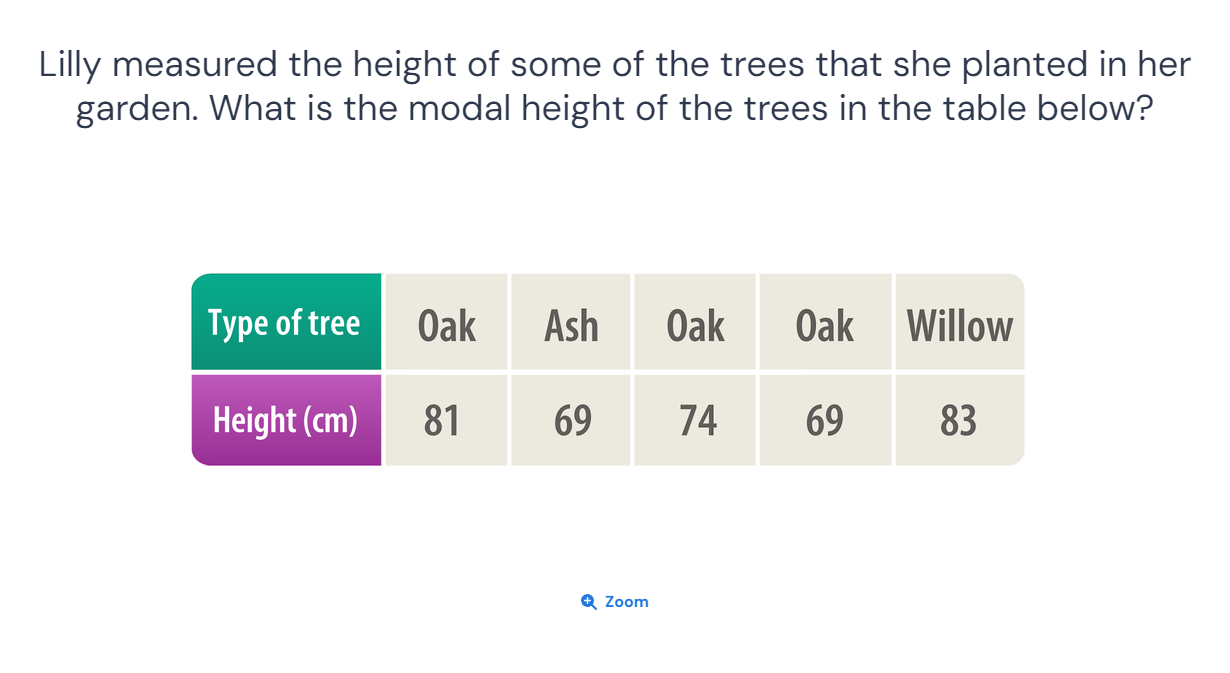 Lilly measured the height of some of the trees that she planted in her
garden. What is the modal height of the trees in the table below?
Type of tree Oak Ash Oak Oak Willow
Height (cm) 81 69 74 69 83
Zoom